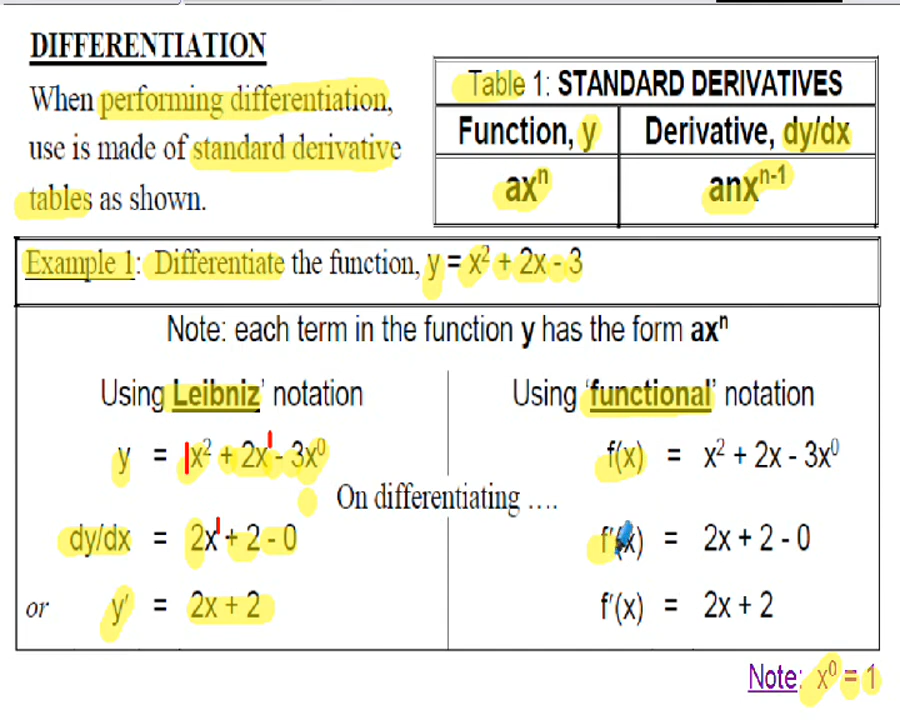 DIFFERENTIATION
When performing differentiation,
use is made of standard derivative
tables as shown.
Table 1: STANDARD DERIVATIVES
Function, y Derivative, dy/dx
axⁿ anxⁿ⁻¹
Example 1: Differentiate the function, y = x² + 2x - 3
Note: each term in the function y has the form axⁿ
Using Leibniz' notation
y = 1x² + 2x¹ - 3x⁰
dy/dx = 2x¹ + 2 - 0
or y' = 2x + 2
On differentiating ….
Using 'functional' notation
f(x) = x² + 2x - 3x⁰
f'(x) = 2x + 2 - 0
f'(x) = 2x + 2
Note: x⁰ = 1